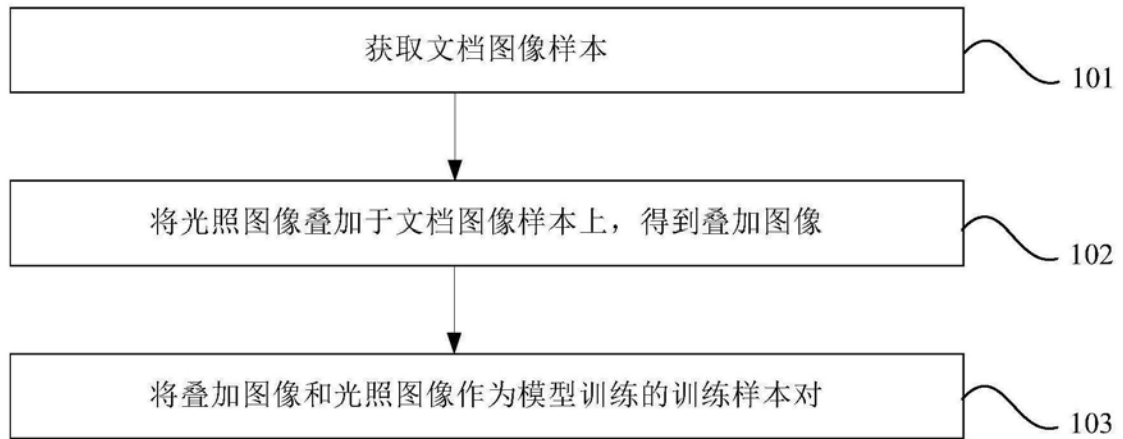 获取文档图像样本
101
将光照图像叠加于文档图像样本上，得到叠加图像
102
将叠加图像和光照图像作为模型训练的训练样本对
103